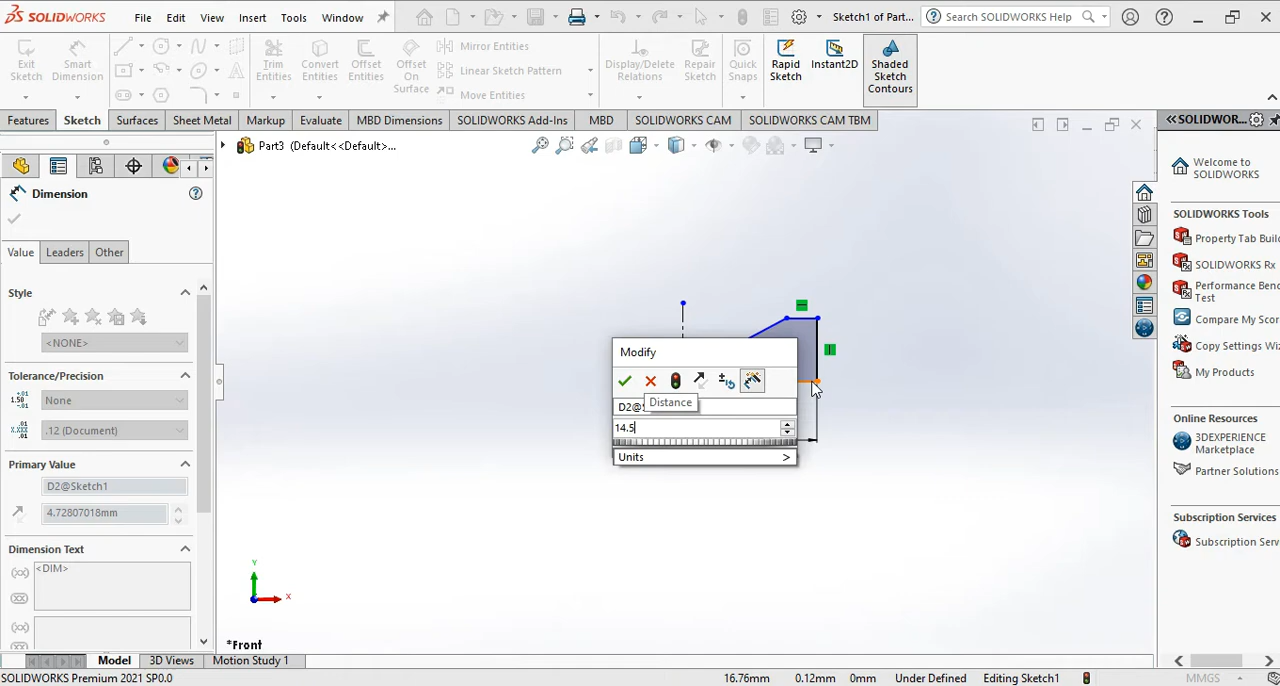 SOLIDWORKS File Edit View Insert Tools Window Sketch1 of Part... Search SOLIDWORKS Help
Exit Sketch
Smart Dimension
Trim Entities
Convert Entities
Offset Entities
Offset On Surface
Mirror Entities
Linear Sketch Pattern
Move Entities
Display/Delete Relations
Repair Sketch
Quick Snaps
Rapid Sketch
Instant2D
Shaded Sketch Contours
Features Sketch Surfaces Sheet Metal Markup Evaluate MBD Dimensions SOLIDWORKS Add-Ins MBD SOLIDWORKS CAM SOLIDWORKS CAM TBM
SOLIDWOR...
Part3 (Default<<Default>...
Dimension
Value Leaders Other
Style
<NONE>
Tolerance/Precision
None
.12 (Document)
Primary Value
D2@Sketch1
4.72807018mm
Dimension Text
<DIM>
Modify
Distance
D2@
14.5
Units >
Y
X
*Front
Welcome to SOLIDWORKS
SOLIDWORKS Tools
Property Tab Buil
SOLIDWORKS Rx
Performance Benc
Test
Compare My Scor
Copy Settings Wiz
My Products
Online Resources
3DEXPERIENCE
Marketplace
Partner Solutions
Subscription Services
Subscription Servi
Model 3D Views Motion Study 1
SOLIDWORKS Premium 2021 SP0.0 16.76mm 0.12mm 0mm Under Defined Editing Sketch1 MMGS